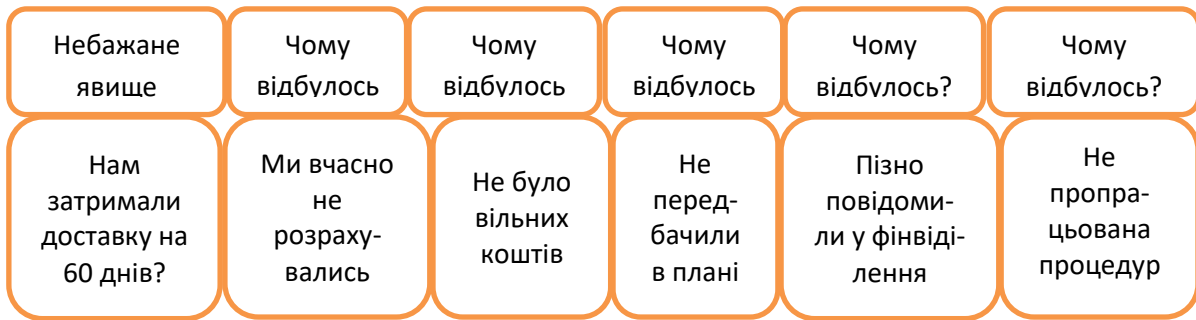 Небажане
явище
Чому
відбулось
Чому
відбулось
Чому
відбулось
Чому
відбулось?
Чому
відбулось?
Нам
затримали
доставку на
60 днів?
Ми вчасно
не
розраху-
вались
Не було
вільних
коштів
Не
перед-
бачили
в плані
Пізно
повідоми-
ли у фінвіді-
лення
Не
пропра-
цьована
процедур